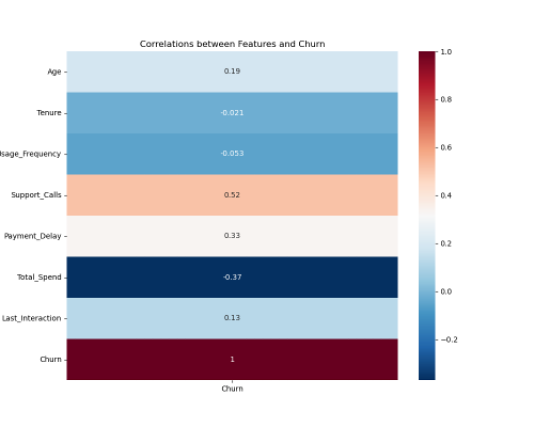 Correlations between Features and Churn
Age
0.19
Tenure
-0.021
Usage_Frequency
-0.053
Support_Calls
0.52
Payment_Delay
0.33
Total_Spend
-0.37
Last_Interaction
0.13
Churn
1
Churn
1.0
0.8
0.6
0.4
0.2
0.0
−0.2